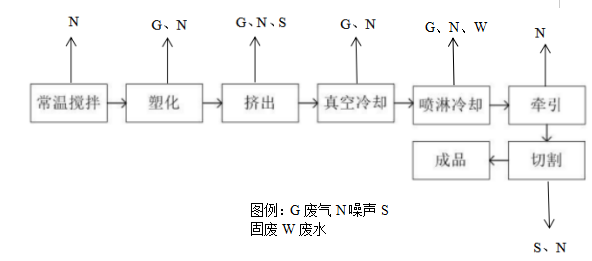 N
G、N
G、N、S
G、N
G、N、W
N
常温搅拌
塑化
挤出
真空冷却
喷淋冷却
牵引
成品
切割
图例：G 废气 N 噪声 S
固废 W 废水
S、N